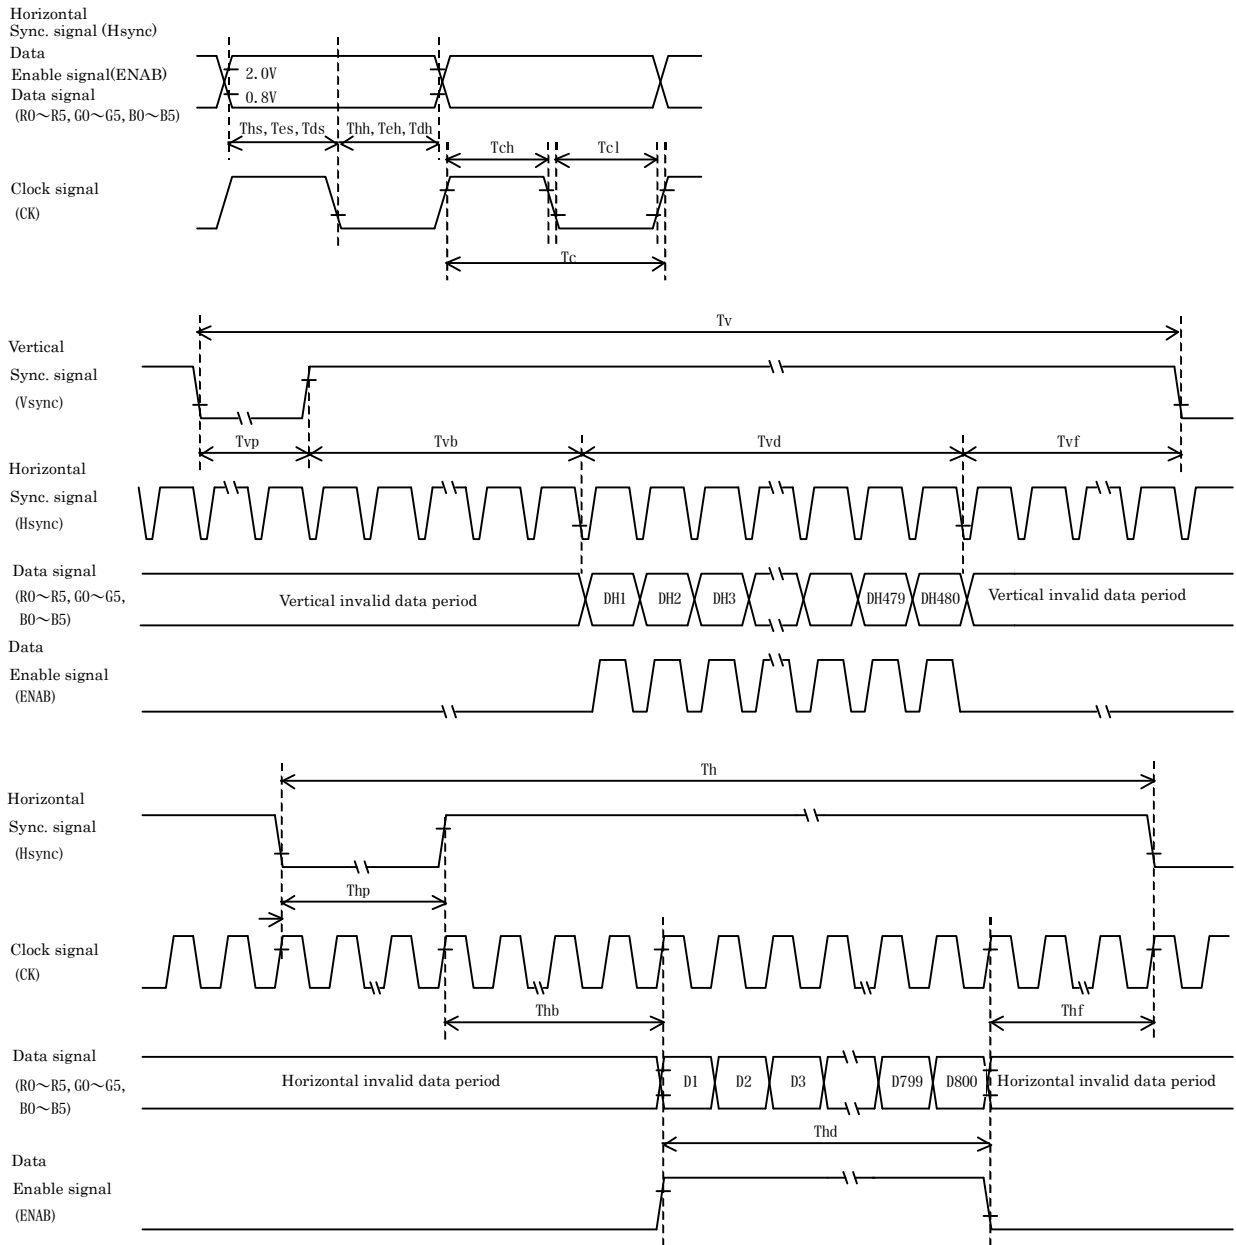 Horizontal
Sync. signal (Hsync)
Data
Enable signal(ENAB)
Data signal
(R0～R5, G0～G5, B0～B5)
2.0V
0.8V
Ths, Tes, Tds
Thh, Teh, Tdh
Tch
Tcl
Clock signal
(CK)
Tc
Tv
Vertical
Sync. signal
(Vsync)
Tvp
Tvb
Tvd
Tvf
Horizontal
Sync. signal
(Hsync)
Data signal
(R0～R5, G0～G5,
B0～B5)
Vertical invalid data period
DH1
DH2
DH3
DH479
DH480
Vertical invalid data period
Data
Enable signal
(ENAB)
Th
Horizontal
Sync. signal
(Hsync)
Thp
Clock signal
(CK)
Thb
Thf
Data signal
(R0～R5, G0～G5,
B0～B5)
Horizontal invalid data period
D1
D2
D3
D799
D800
Horizontal invalid data period
Thd
Data
Enable signal
(ENAB)